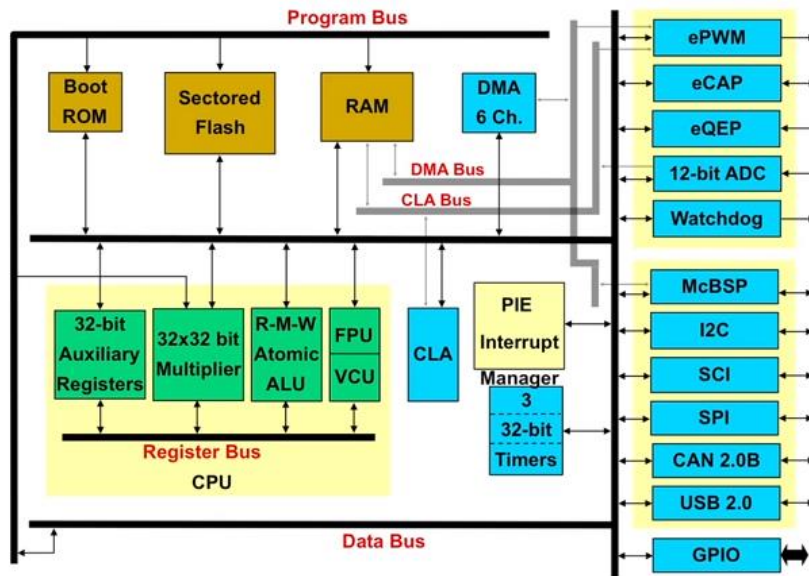 Program Bus
Boot
ROM
Sectored
Flash
RAM
DMA
6 Ch.
DMA Bus
CLA Bus
ePWM
eCAP
eQEP
12-bit ADC
Watchdog
32-bit
Auxiliary
Registers
32x32 bit
Multiplier
R-M-W
Atomic
ALU
FPU
VCU
CLA
PIE
Interrupt
Manager
3
32-bit
Timers
McBSP
I2C
SCI
SPI
CAN 2.0B
USB 2.0
Register Bus
CPU
Data Bus
GPIO